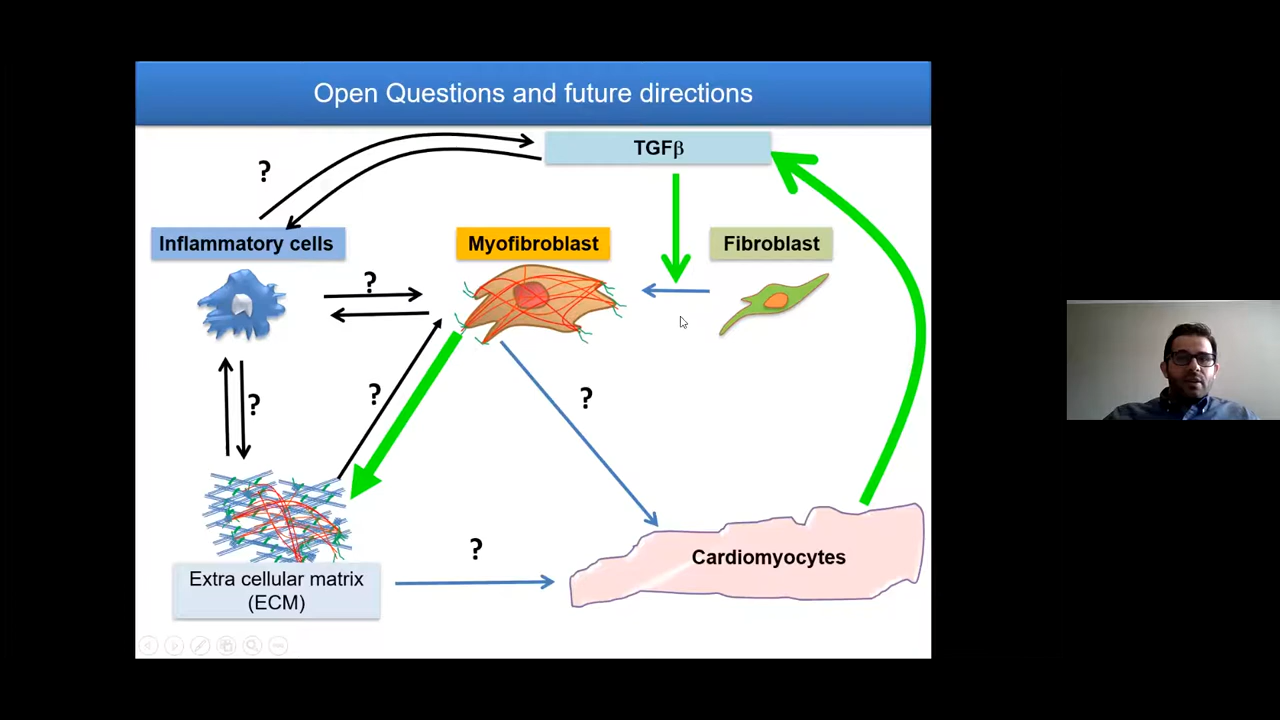 Open Questions and future directions
TGFβ
?
Inflammatory cells
Myofibroblast
Fibroblast
?
?
?
?
?
Cardiomyocytes
Extra cellular matrix
(ECM)